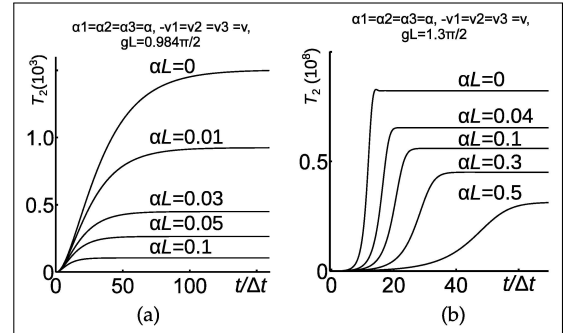 α1=α2=α3=α, -v1=v2 =v3 =v,
gL=0.984π/2
T₂(10³)
1.0
0.5
0
αL=0
αL=0.01
αL=0.03
αL=0.05
αL=0.1
0 50 100 t/Δt
(a)
α1=α2=α3=α, -v1=v2=v3 =v,
gL=1.3π/2
T₂ (10⁸)
0.5
0
αL=0
αL=0.04
αL=0.1
αL=0.3
αL=0.5
20 40 t/Δt
(b)